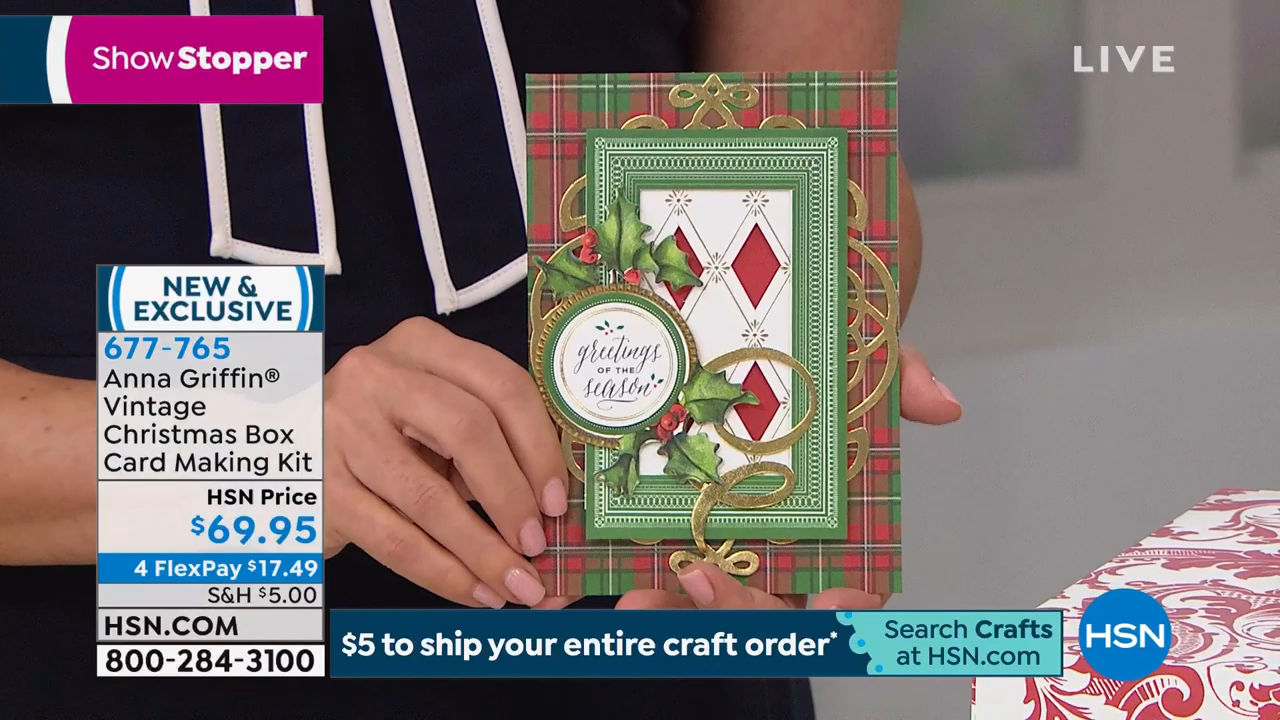 Show Stopper
LIVE
NEW &
EXCLUSIVE
677-765
Anna Griffin®
Vintage
Christmas Box
Card Making Kit
HSN Price
$69.95
4 FlexPay $17.49
S&H $5.00
HSN.COM
800-284-3100
greetings
OF THE
season
$5 to ship your entire craft order*
Search Crafts
at HSN.com
HSN